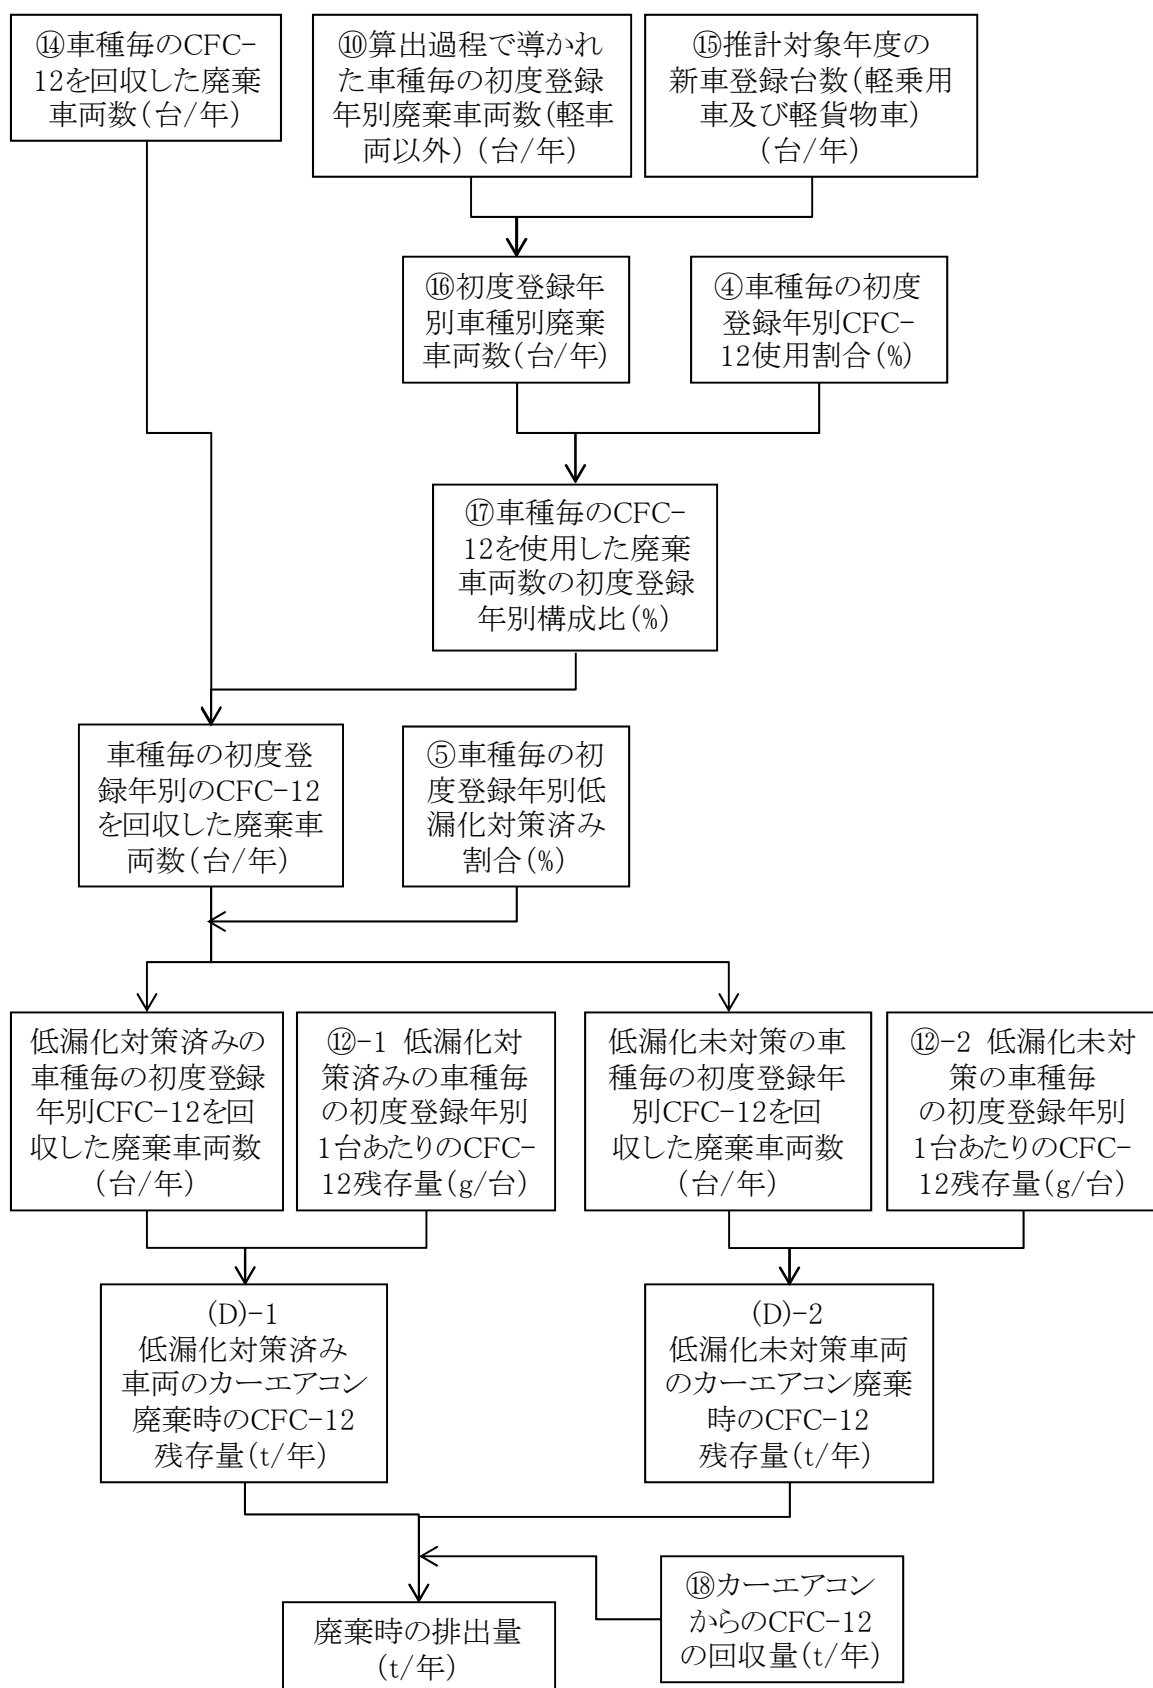 ⑭車種毎のCFC-
12を回収した廃棄
車両数(台/年)
⑩算出過程で導かれ
た車種毎の初度登録
年別廃棄車両数(軽車
両以外)(台/年)
⑮推計対象年度の
新車登録台数(軽乗用
車及び軽貨物車)
(台/年)
⑯初度登録年
別車種別廃棄
車両数(台/年)
④車種毎の初度
登録年別CFC-
12使用割合(%)
⑰車種毎のCFC-
12を使用した廃棄
車両数の初度登録
年別構成比(%)
車種毎の初度登
録年別のCFC-12
を回収した廃棄車
両数(台/年)
⑤車種毎の初
度登録年別低
漏化対策済み
割合(%)
低漏化対策済みの
車種毎の初度登録
年別CFC-12を回
収した廃棄車両数
(台/年)
⑫-1 低漏化対
策済みの車種毎
の初度登録年別
1台あたりのCFC-
12残存量(g/台)
低漏化未対策の車
種毎の初度登録年
別CFC-12を回
収した廃棄車両数
(台/年)
⑫-2 低漏化未対
策の車種毎
の初度登録年別
1台あたりのCFC-
12残存量(g/台)
(D)-1
低漏化対策済み
車両のカーエアコン
廃棄時のCFC-12
残存量(t/年)
(D)-2
低漏化未対策車両
のカーエアコン廃棄
時のCFC-12
残存量(t/年)
⑱カーエアコン
からのCFC-12
の回収量(t/年)
廃棄時の排出量
(t/年)